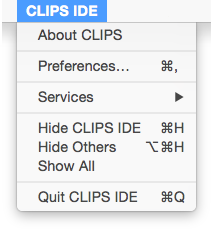 CLIPS IDE
About CLIPS
Preferences... ⌘,
Services ▶
Hide CLIPS IDE ⌘H
Hide Others ⌥⌘H
Show All
Quit CLIPS IDE ⌘Q